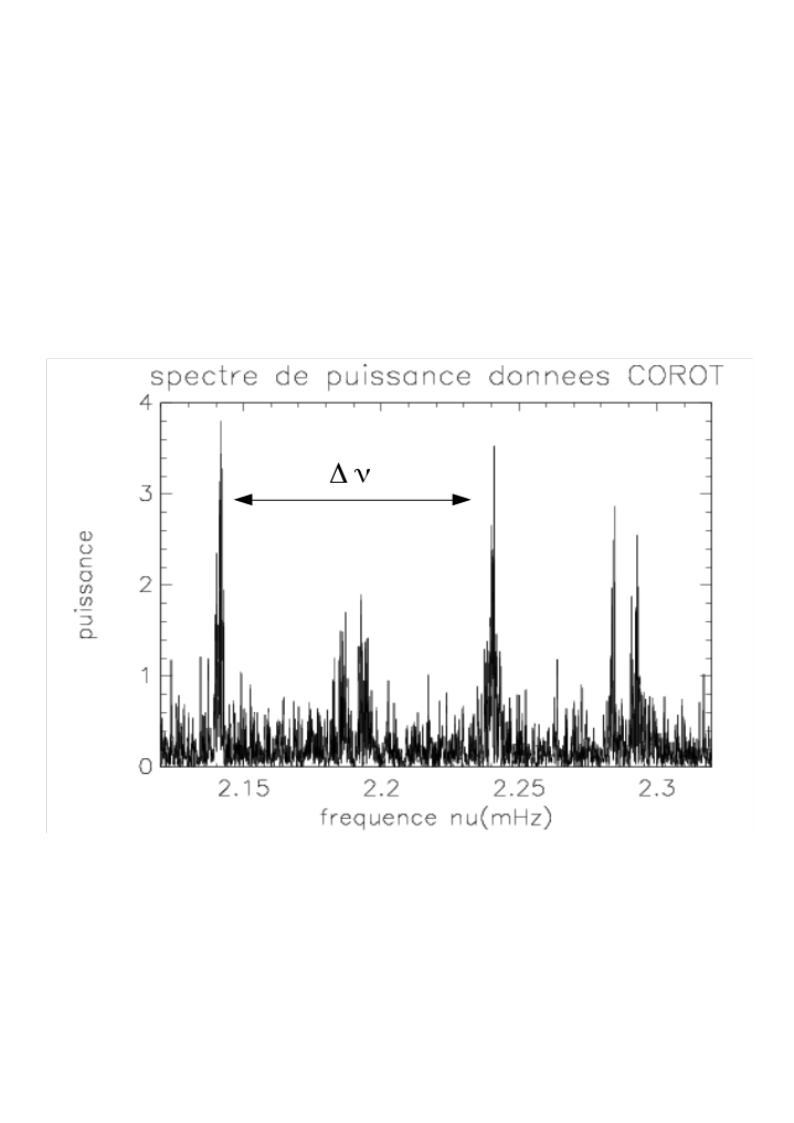 spectre de puissance donnees COROT
4
Δ ν
3
puissance
2
1
0
2.15 2.2 2.25 2.3
frequence nu(mHz)